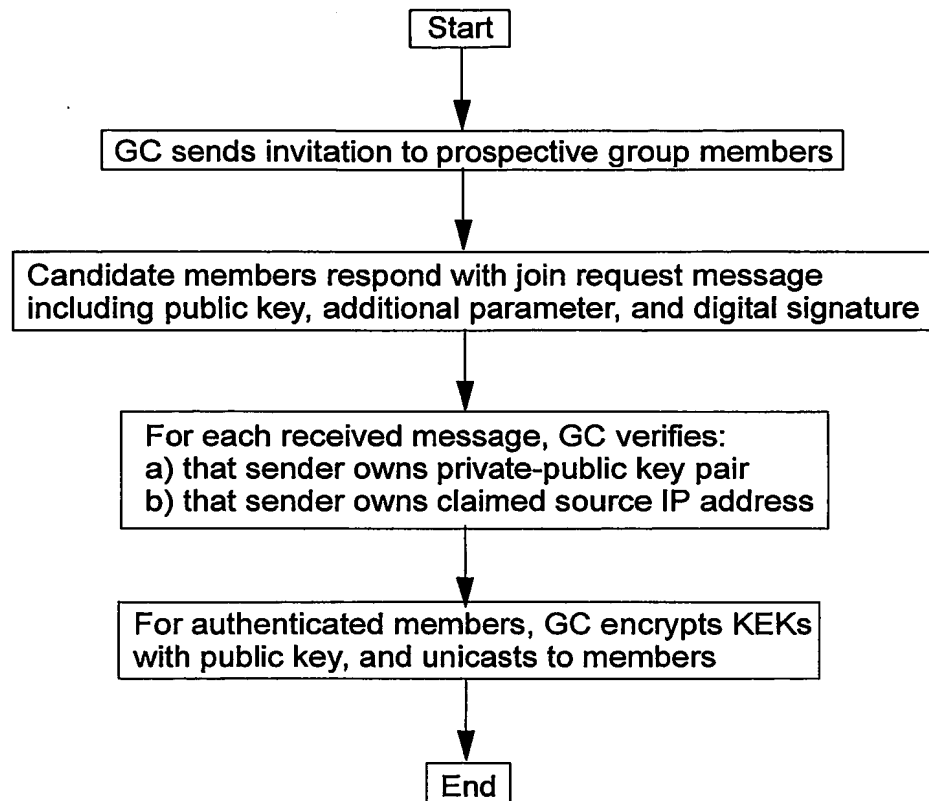 Start
GC sends invitation to prospective group members
Candidate members respond with join request message
including public key, additional parameter, and digital signature
For each received message, GC verifies:
a) that sender owns private-public key pair
b) that sender owns claimed source IP address
For authenticated members, GC encrypts KEKs
with public key, and unicasts to members
End